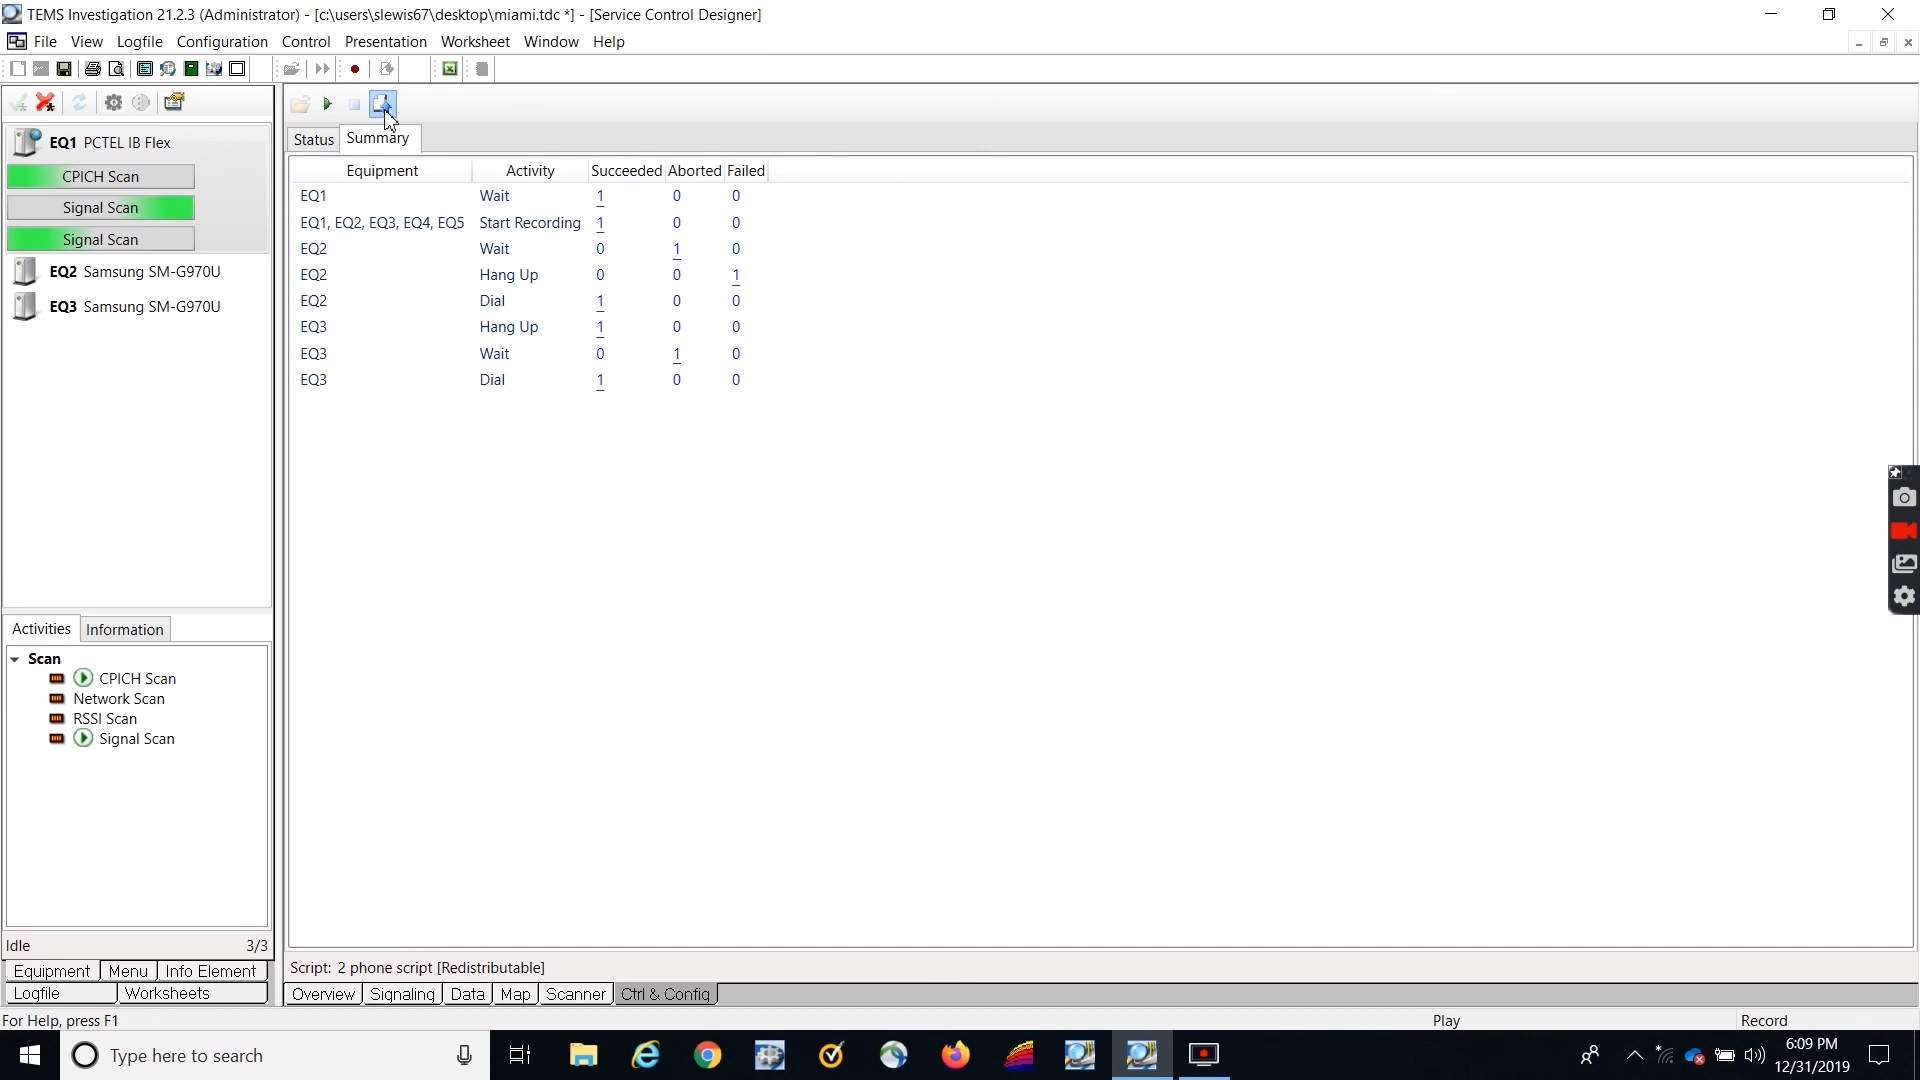 TEMS Investigation 21.2.3 (Administrator) - [c:\users\slewis67\desktop\miami.tdc *] - [Service Control Designer]
File View Logfile Configuration Control Presentation Worksheet Window Help
EQ1 PCTEL IB Flex
CPICH Scan
Signal Scan
Signal Scan
EQ2 Samsung SM-G970U
EQ3 Samsung SM-G970U
Status Summary
Equipment Activity Succeeded Aborted Failed
EQ1 Wait 1 0 0
EQ1, EQ2, EQ3, EQ4, EQ5 Start Recording 1 0 0
EQ2 Wait 0 1 0
EQ2 Hang Up 0 0 1
EQ2 Dial 1 0 0
EQ3 Hang Up 1 0 0
EQ3 Wait 0 1 0
EQ3 Dial 1 0 0
Activities Information
Scan
CPICH Scan
Network Scan
RSSI Scan
Signal Scan
Idle 3/3
Equipment Menu Info Element
Logfile Worksheets
Script: 2 phone script [Redistributable]
Overview Signaling Data Map Scanner Ctrl & Config
For Help, press F1 Play Record
Type here to search
6:09 PM
12/31/2019